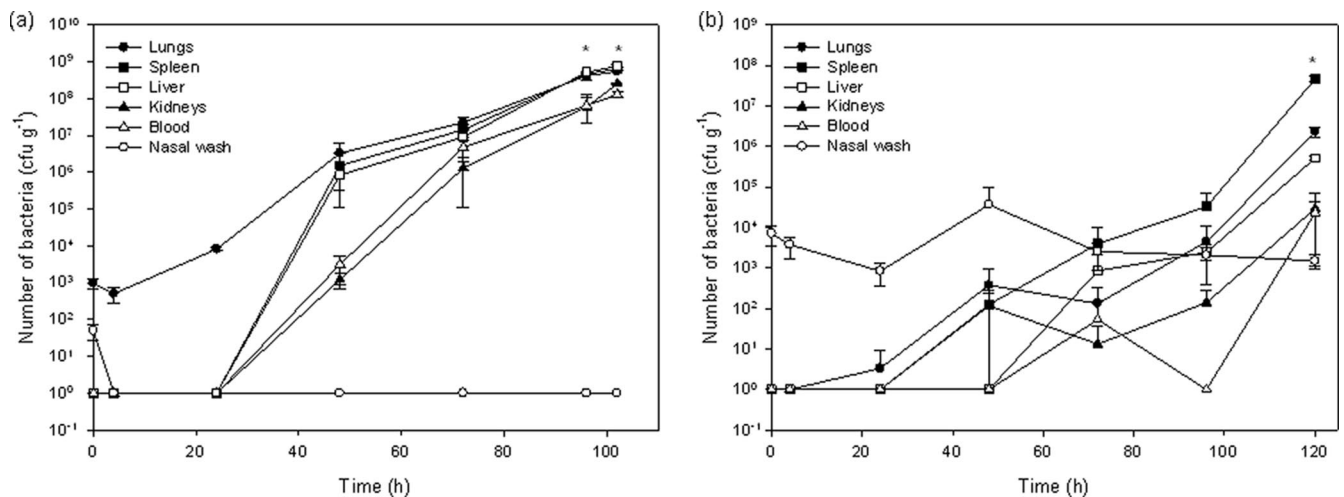 (a)
Number of bacteria (cfu g⁻¹)
10¹⁰
10⁹
10⁸
10⁷
10⁶
10⁵
10⁴
10³
10²
10¹
10⁰
10⁻¹
Lungs
Spleen
Liver
Kidneys
Blood
Nasal wash
* *
0 20 40 60 80 100
Time (h)
(b)
Number of bacteria (cfu g⁻¹)
10⁹
10⁸
10⁷
10⁶
10⁵
10⁴
10³
10²
10¹
10⁰
10⁻¹
Lungs
Spleen
Liver
Kidneys
Blood
Nasal wash
*
0 20 40 60 80 100 120
Time (h)